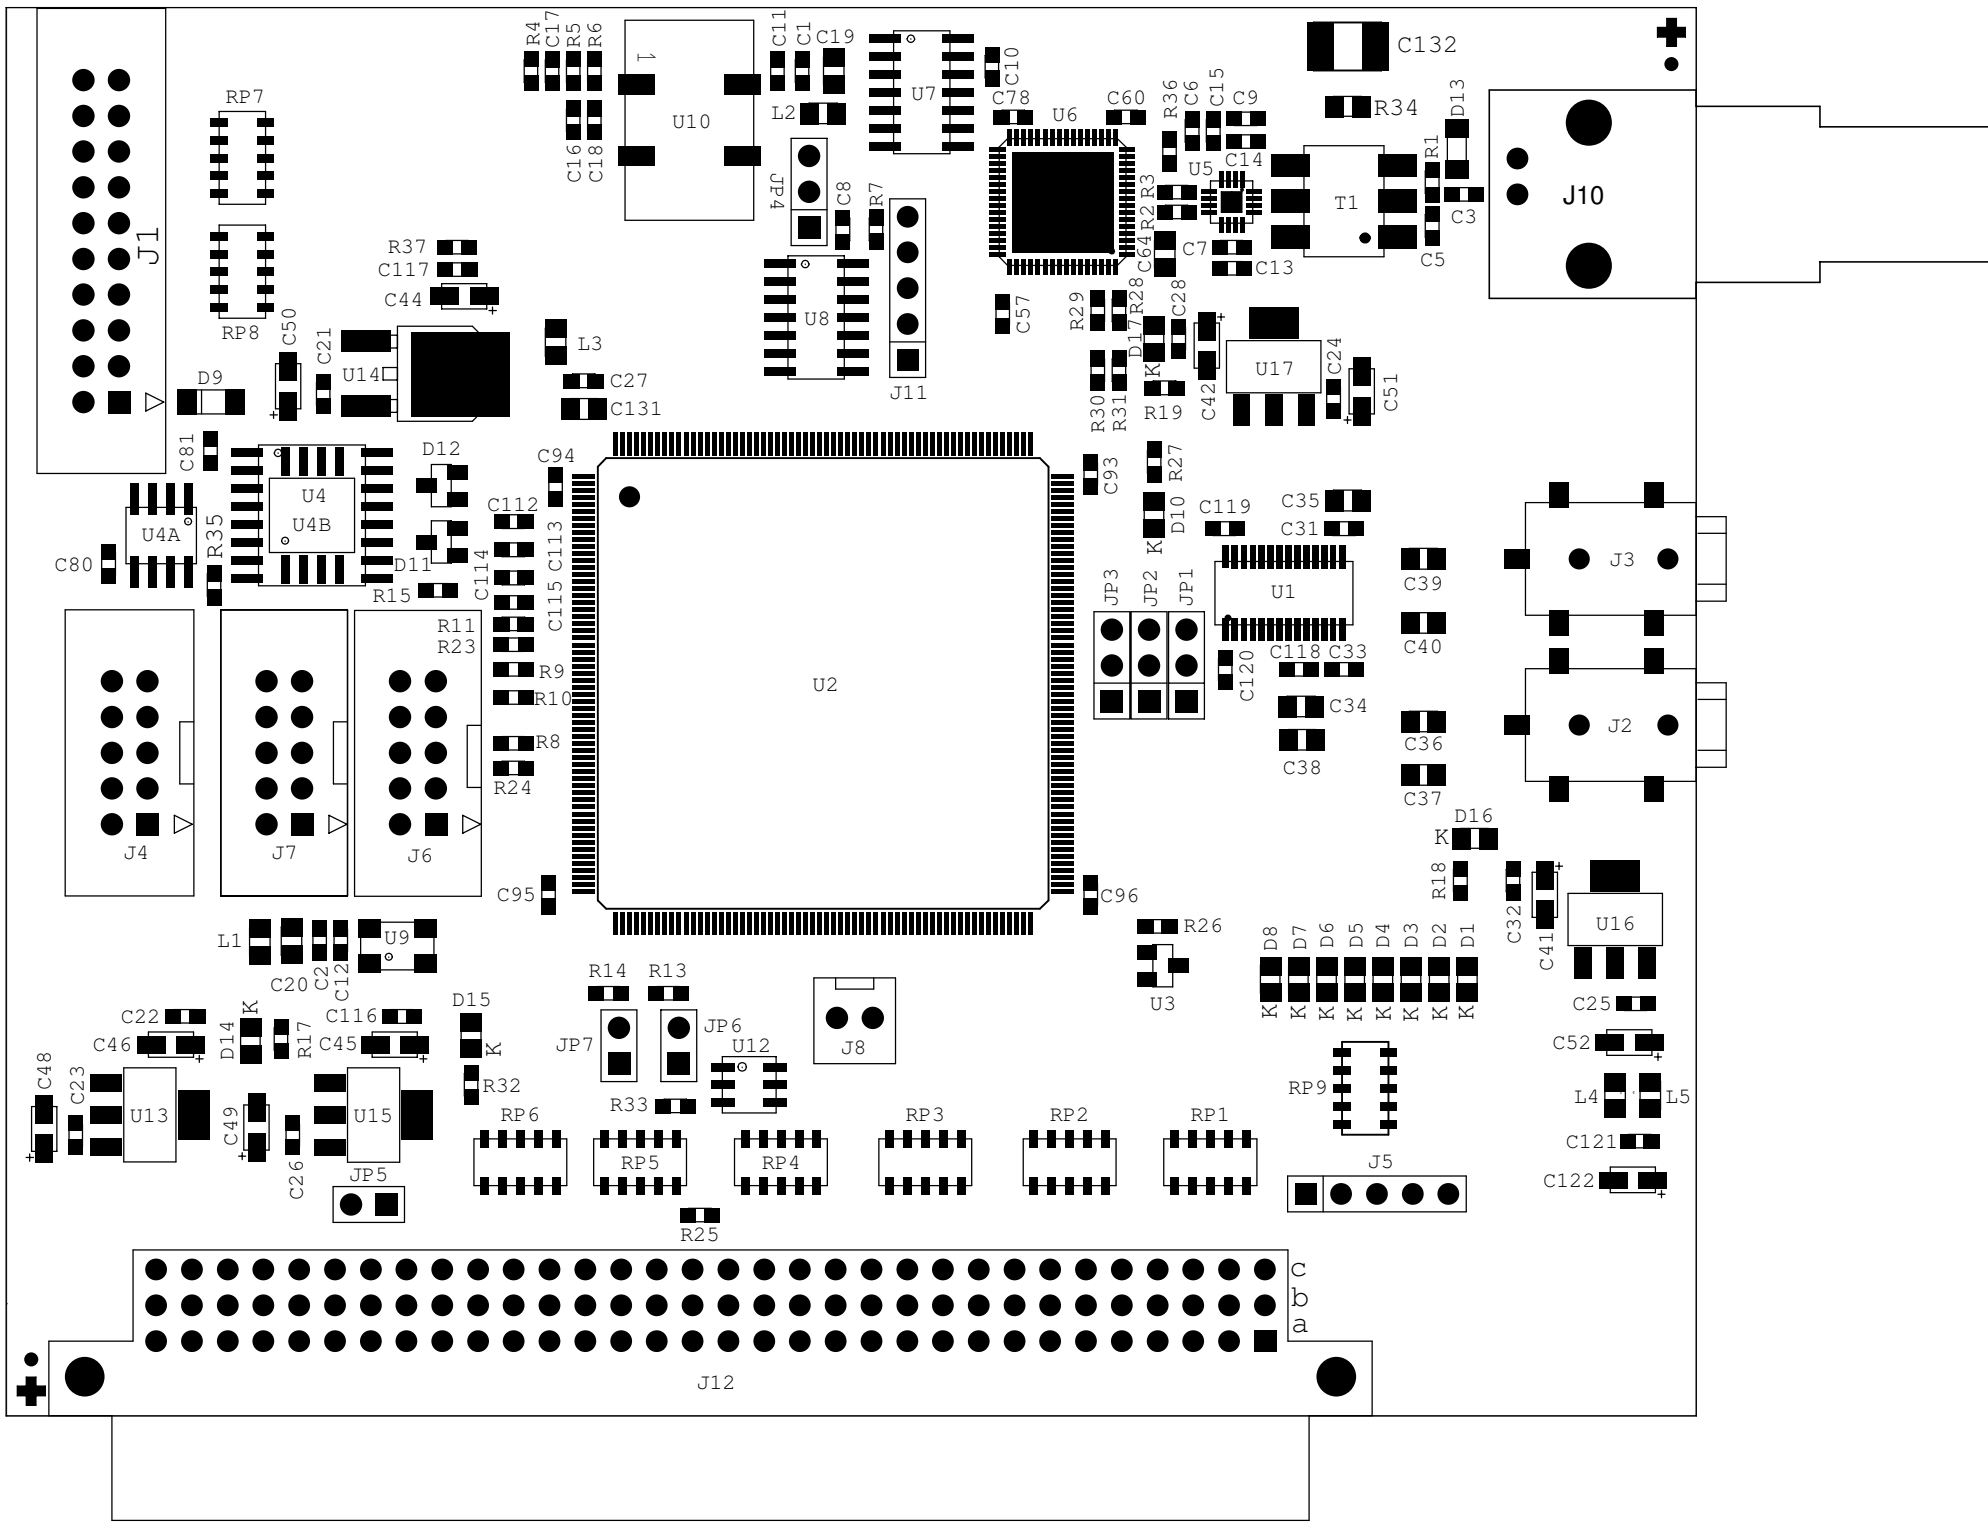 R4
C17
R5
R6
1
C11
C1
C19
C10
C132
RP7
U10
L2
U7
C78
U6
C60
R36
C6
C15
C9
R34
D13
C16
C18
C14
U5
R1
J1
JP4
C8
R7
R3
R2
T1
C3
J10
R37
C117
C44
+
C64
C7
C13
C5
RP8
C50
C21
U14
L3
U8
C57
R29
R28
D17
K
C28
+
U17
C24
C51
+
D9
+
C27
C131
J11
R30
R31
R19
C42
C81
D12
C94
C93
R27
U4
U4B
U4A
R35
C112
C113
D10
K
C119
C35
C31
C80
D11
C114
R15
C115
JP3
JP2
JP1
U1
C39
J3
R11
R23
R9
R10
U2
C120
C118
C33
C40
C34
C36
J2
R8
R24
C38
C37
J4
J7
J6
D16
K
R18
C32
+
C41
U16
C95
C96
L1
C20
C2
C12
U9
R26
U3
D8
D7
D6
D5
D4
D3
D2
D1
K
K
K
K
K
K
K
K
C25
R14
R13
D15
K
C22
D14
K
R17
C116
C46
+
C45
+
JP7
JP6
U12
J8
C52
+
C48
+
C23
U13
C49
+
C26
U15
R32
R33
RP9
L4
L5
RP6
RP5
RP4
RP3
RP2
RP1
C121
JP5
J5
C122
+
R25
c
b
a
J12